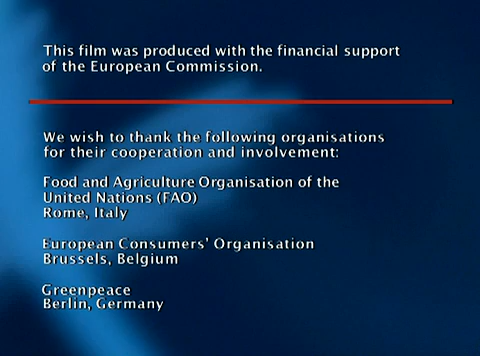 This film was produced with the financial support
of the European Commission.
We wish to thank the following organisations
for their cooperation and involvement:
Food and Agriculture Organisation of the
United Nations (FAO)
Rome, Italy
European Consumers' Organisation
Brussels, Belgium
Greenpeace
Berlin, Germany